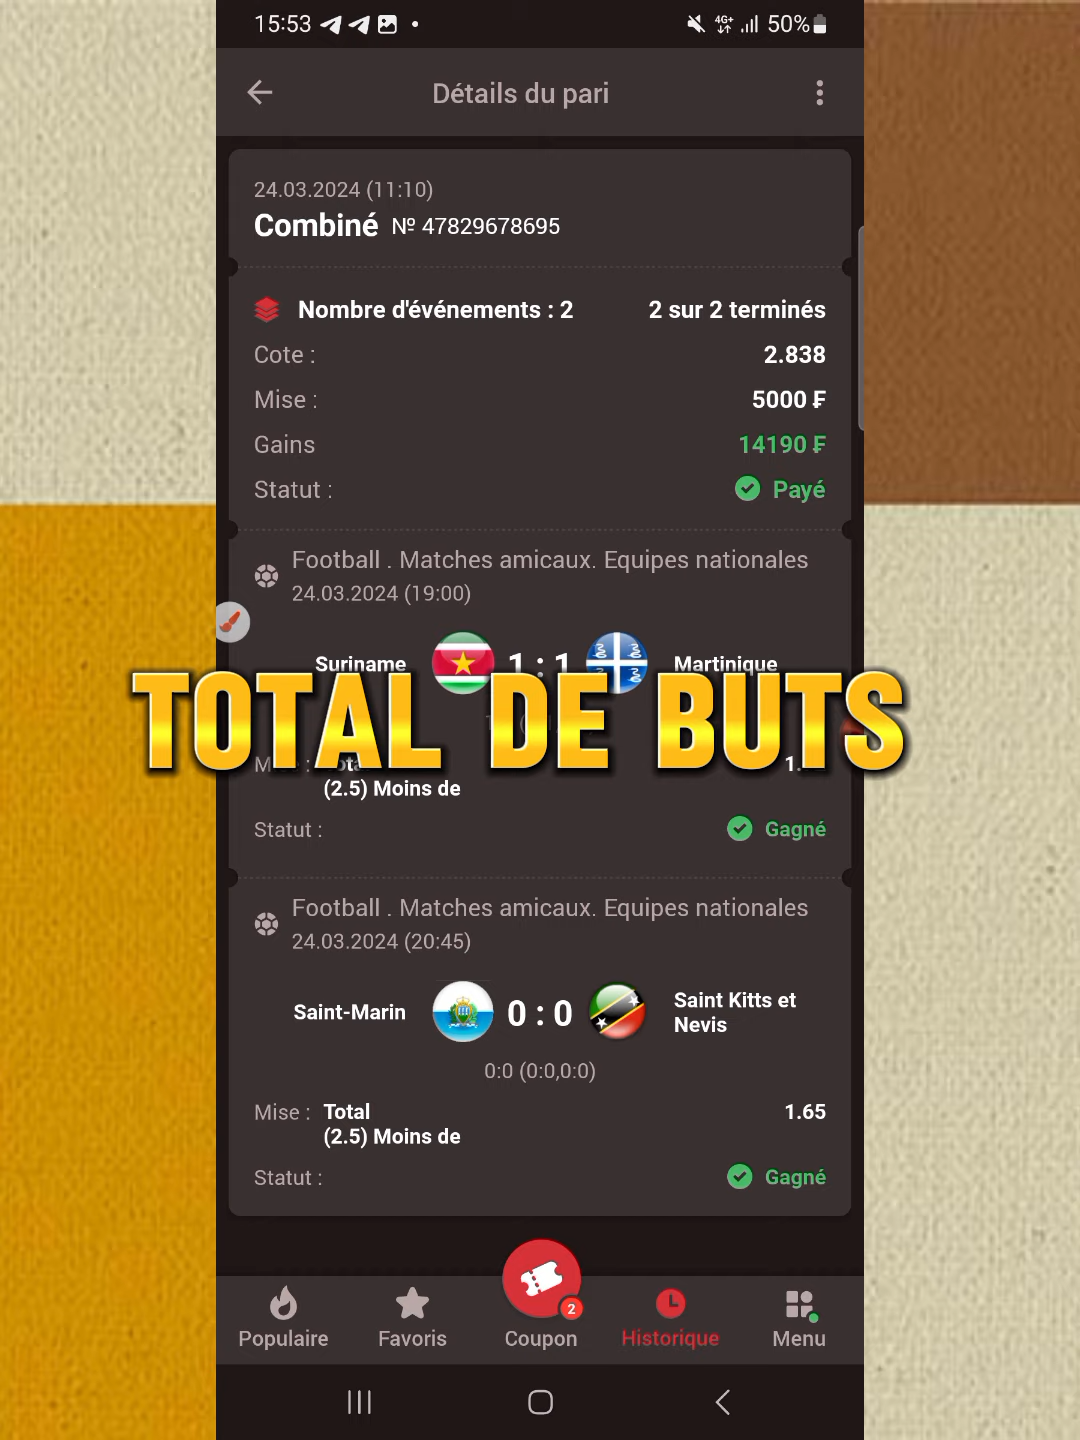 15:53 4G+ 50%
Détails du pari
24.03.2024 (11:10)
Combiné № 47829678695
Nombre d'événements : 2 2 sur 2 terminés
Cote : 2.838
Mise : 5000 ₣
Gains 14190 ₣
Statut : Payé
Football . Matches amicaux. Equipes nationales
24.03.2024 (19:00)
Suriname 1 : 1 Martinique
TOTAL DE BUTS
(2.5) Moins de
Statut : Gagné
Football . Matches amicaux. Equipes nationales
24.03.2024 (20:45)
Saint-Marin 0 : 0 Saint Kitts et
Nevis
0:0 (0:0,0:0)
Mise : Total 1.65
(2.5) Moins de
Statut : Gagné
2
Populaire Favoris Coupon Historique Menu